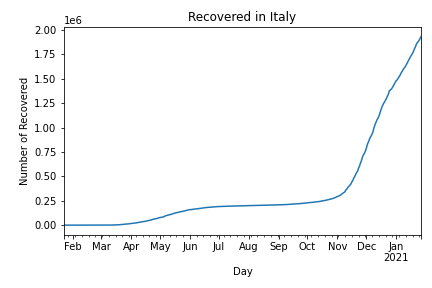 Recovered in Italy
1e6
2.00
1.75
1.50
1.25
1.00
0.75
0.50
0.25
0.00
Number of Recovered
Feb Mar Apr May Jun Jul Aug Sep Oct Nov Dec Jan
2021
Day